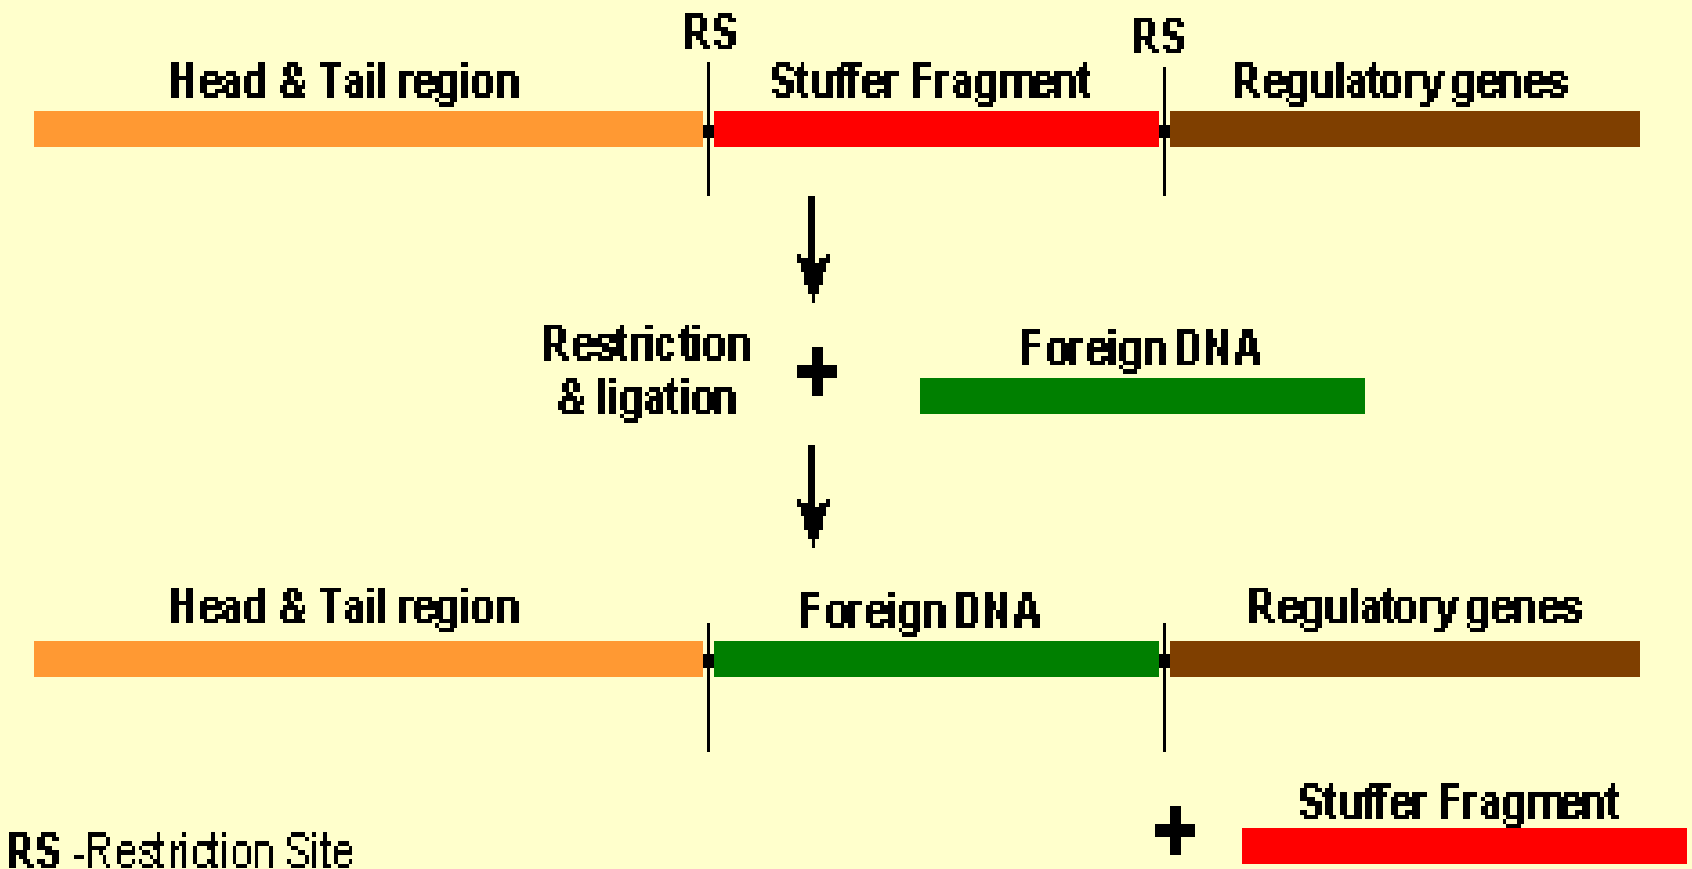 RS
RS
Head & Tail region
Stuffer Fragment
Regulatory genes
Restriction
& ligation
+
Foreign DNA
Head & Tail region
Foreign DNA
Regulatory genes
+
Stuffer Fragment
RS -Restriction Site